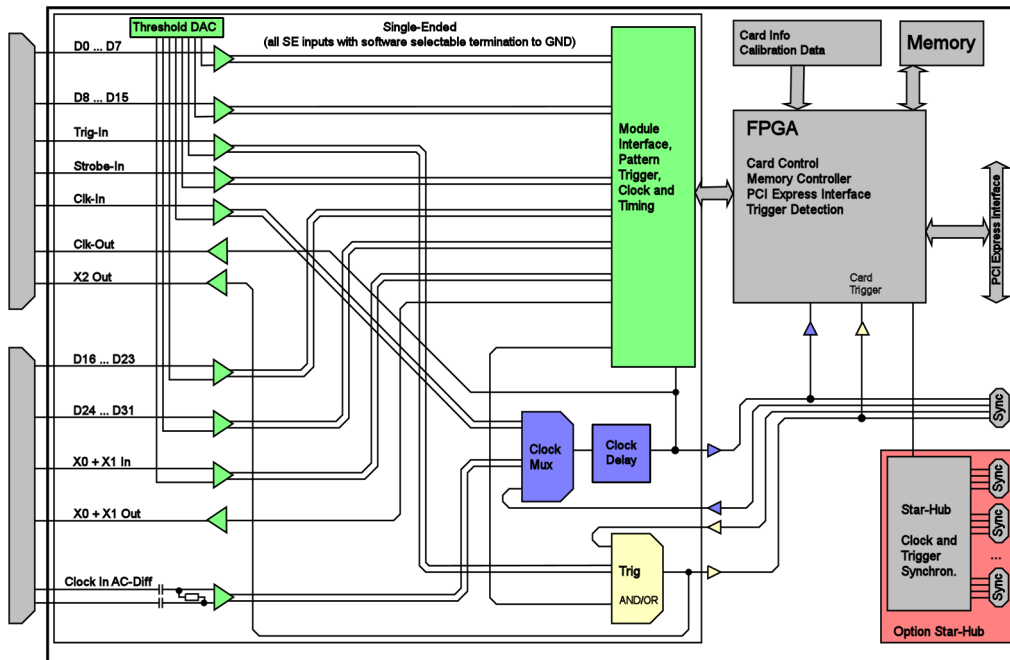 Threshold DAC
Single-Ended
(all SE inputs with software selectable termination to GND)
D0 ... D7
D8 ... D15
Trig-In
Strobe-In
Clk-In
Clk-Out
X2 Out
D16 ... D23
D24 ... D31
X0 + X1 In
X0 + X1 Out
Clock In AC-Diff
Module
Interface,
Pattern
Trigger,
Clock and
Timing
Clock
Mux
Clock
Delay
Trig
AND/OR
Card Info
Calibration Data
Memory
FPGA
Card Control
Memory Controller
PCI Express Interface
Trigger Detection
Card
Trigger
PCI Express Interface
Sync
Star-Hub
Clock and
Trigger
Synchron.
Sync
Sync
...
Sync
Option Star-Hub